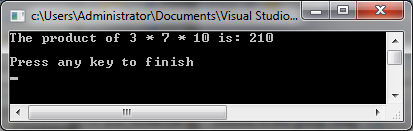 c:\Users\Administrator\Documents\Visual Studio...
The product of 3 * 7 * 10 is: 210
Press any key to finish